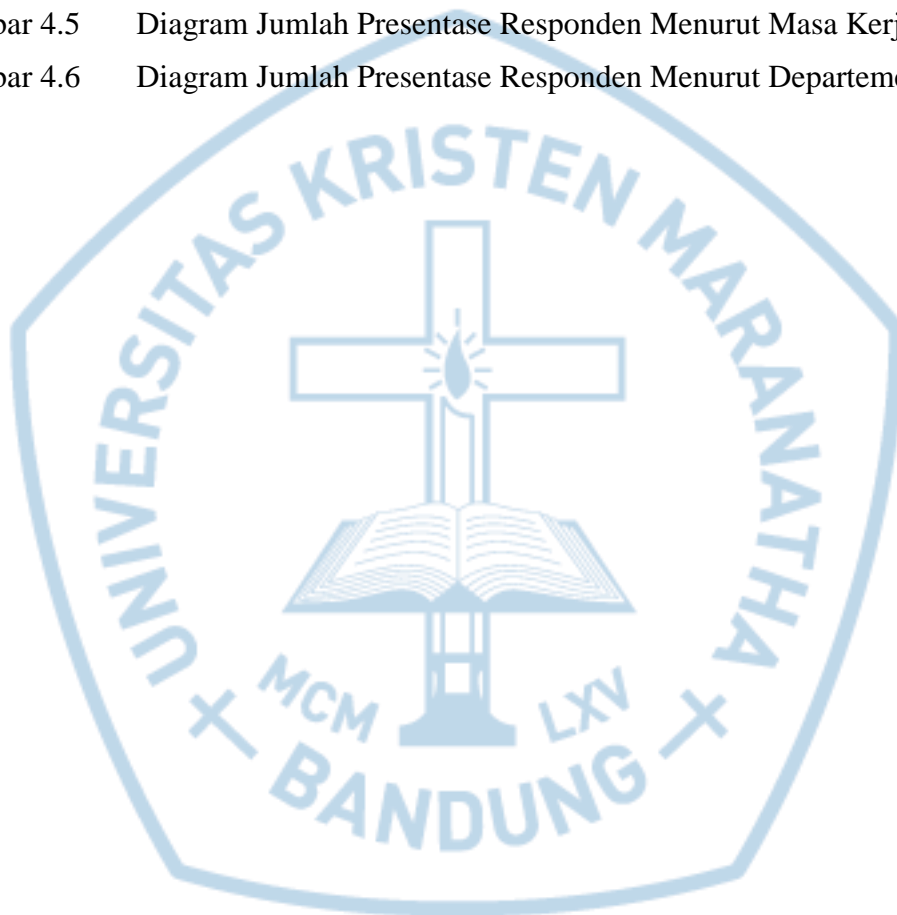 bar 4.5 Diagram Jumlah Presentase Responden Menurut Masa Kerj
bar 4.6 Diagram Jumlah Presentase Responden Menurut Departeme
UNIVERSITAS KRISTEN MARANATHA
MCM LXV
BANDUNG